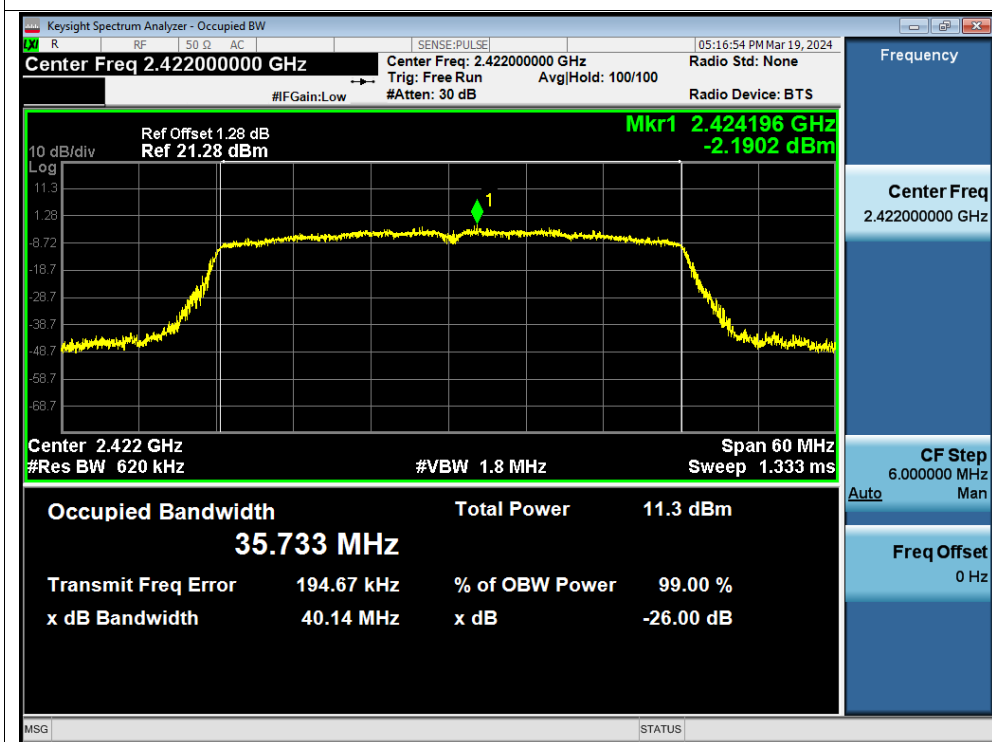 Keysight Spectrum Analyzer - Occupied BW
LXI R RF 50 Ω AC SENSE:PULSE 05:16:54 PM Mar 19, 2024
Center Freq 2.422000000 GHz
Center Freq: 2.422000000 GHz
Radio Std: None
Trig: Free Run Avg|Hold: 100/100
#IFGain:Low
#Atten: 30 dB
Radio Device: BTS
Frequency
Mkr1 2.424196 GHz
-2.1902 dBm
Ref Offset 1.28 dB
10 dB/div Ref 21.28 dBm
Log
11.3
1
1.28
-8.72
-18.7
-28.7
-38.7
-48.7
-58.7
-68.7
Center 2.422 GHz Span 60 MHz
#Res BW 620 kHz #VBW 1.8 MHz Sweep 1.333 ms
Center Freq
2.422000000 GHz
CF Step
6.000000 MHz
Auto Man
Freq Offset
0 Hz
Occupied Bandwidth Total Power 11.3 dBm
35.733 MHz
Transmit Freq Error 194.67 kHz % of OBW Power 99.00 %
x dB Bandwidth 40.14 MHz x dB -26.00 dB
MSG STATUS